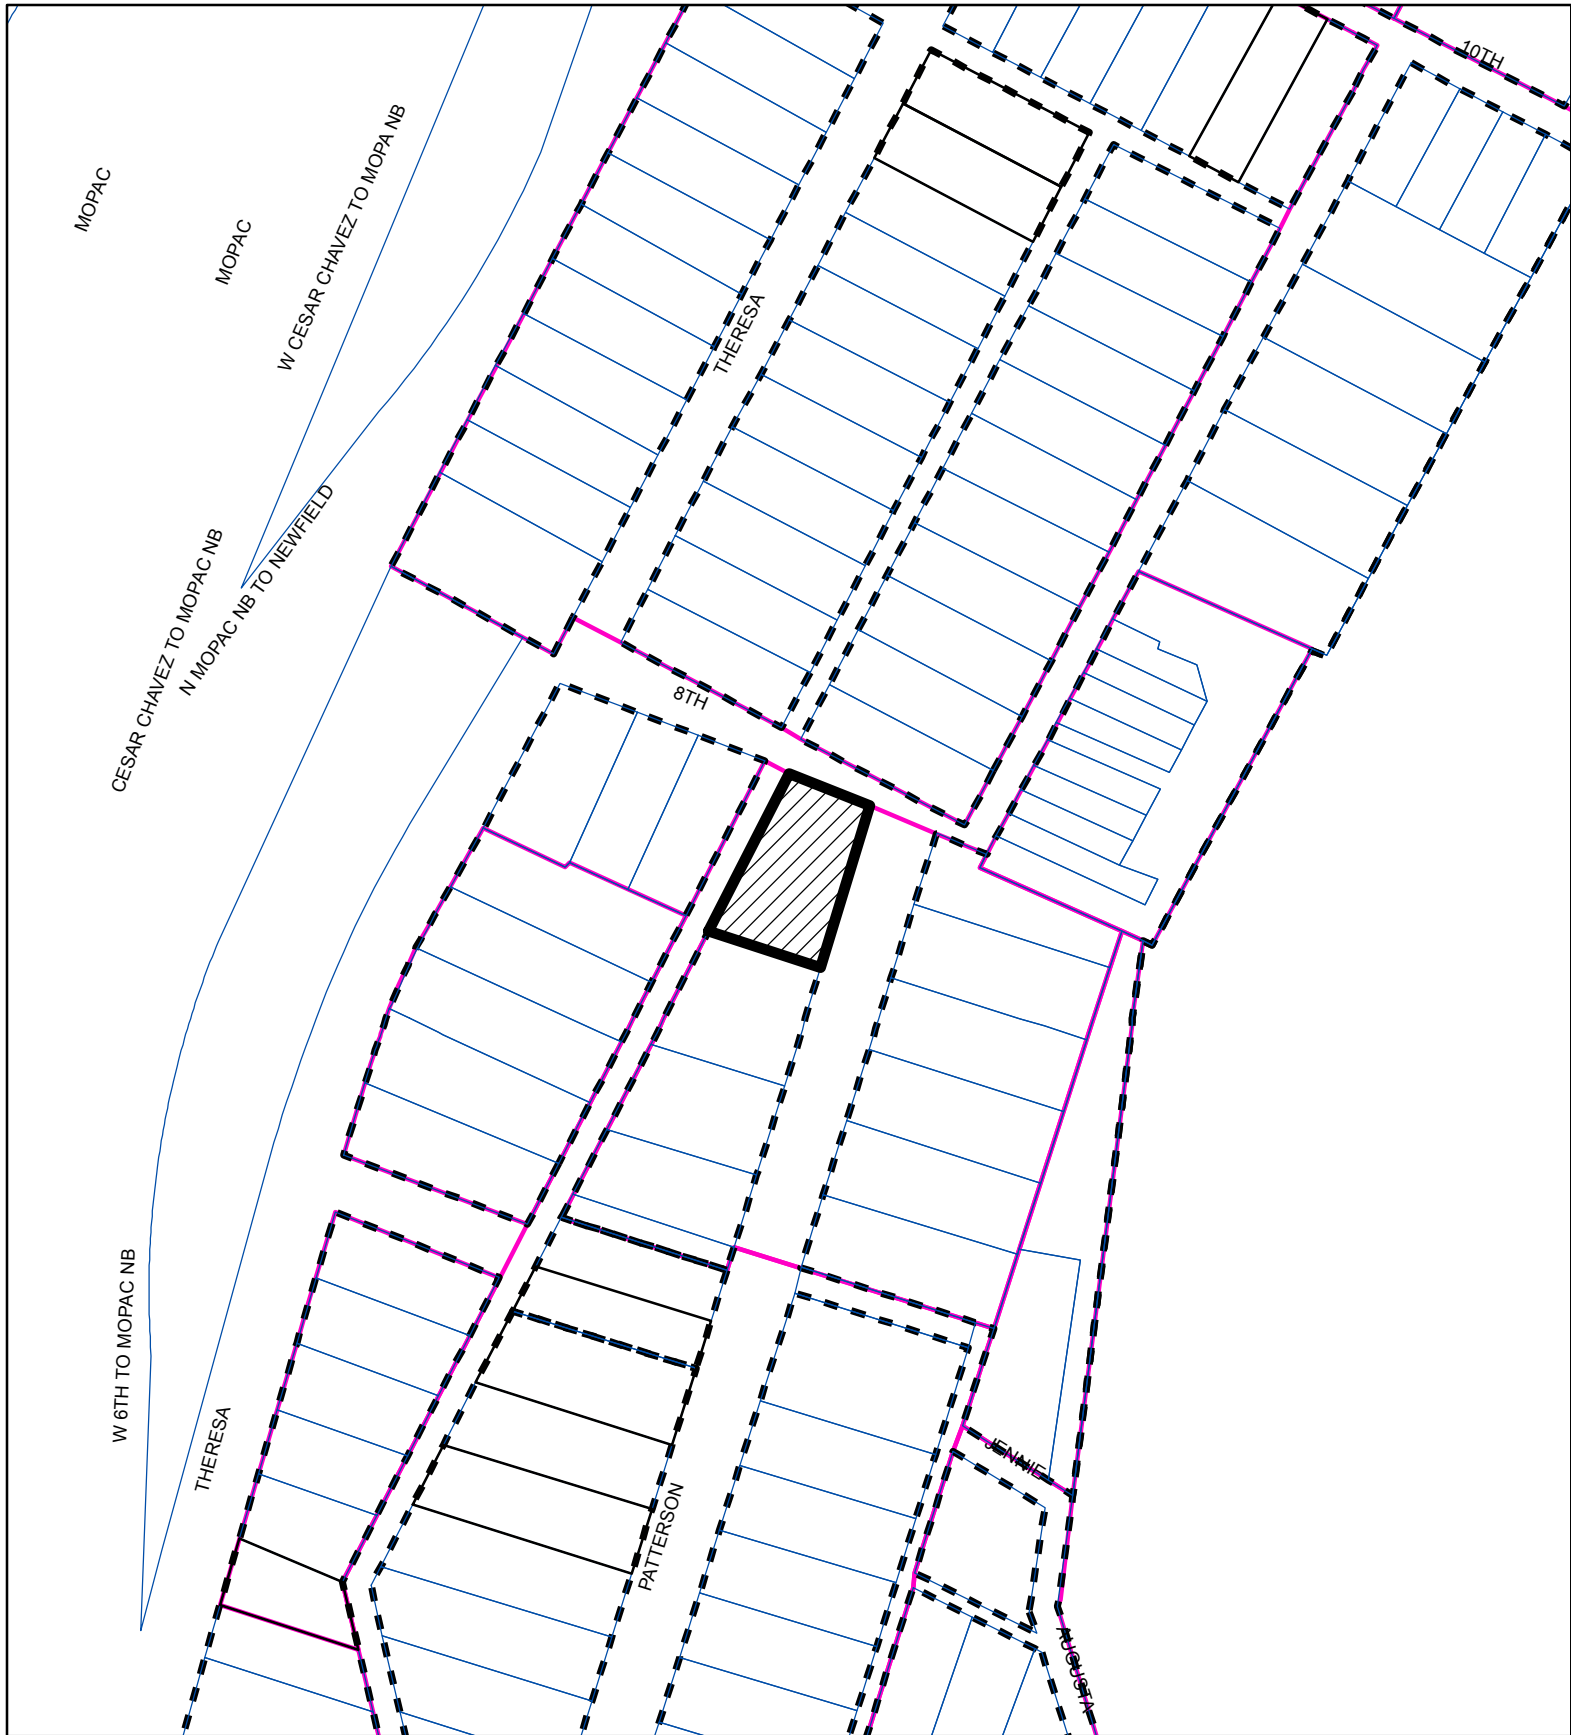 10TH
MOPAC
MOPAC
W CESAR CHAVEZ TO MOPA NB
THERESA
N MOPAC NB TO NEWFIELD
CESAR CHAVEZ TO MOPAC NB
8TH
W 6TH TO MOPAC NB
THERESA
JENNIE
PATTERSON
AUGUSTA